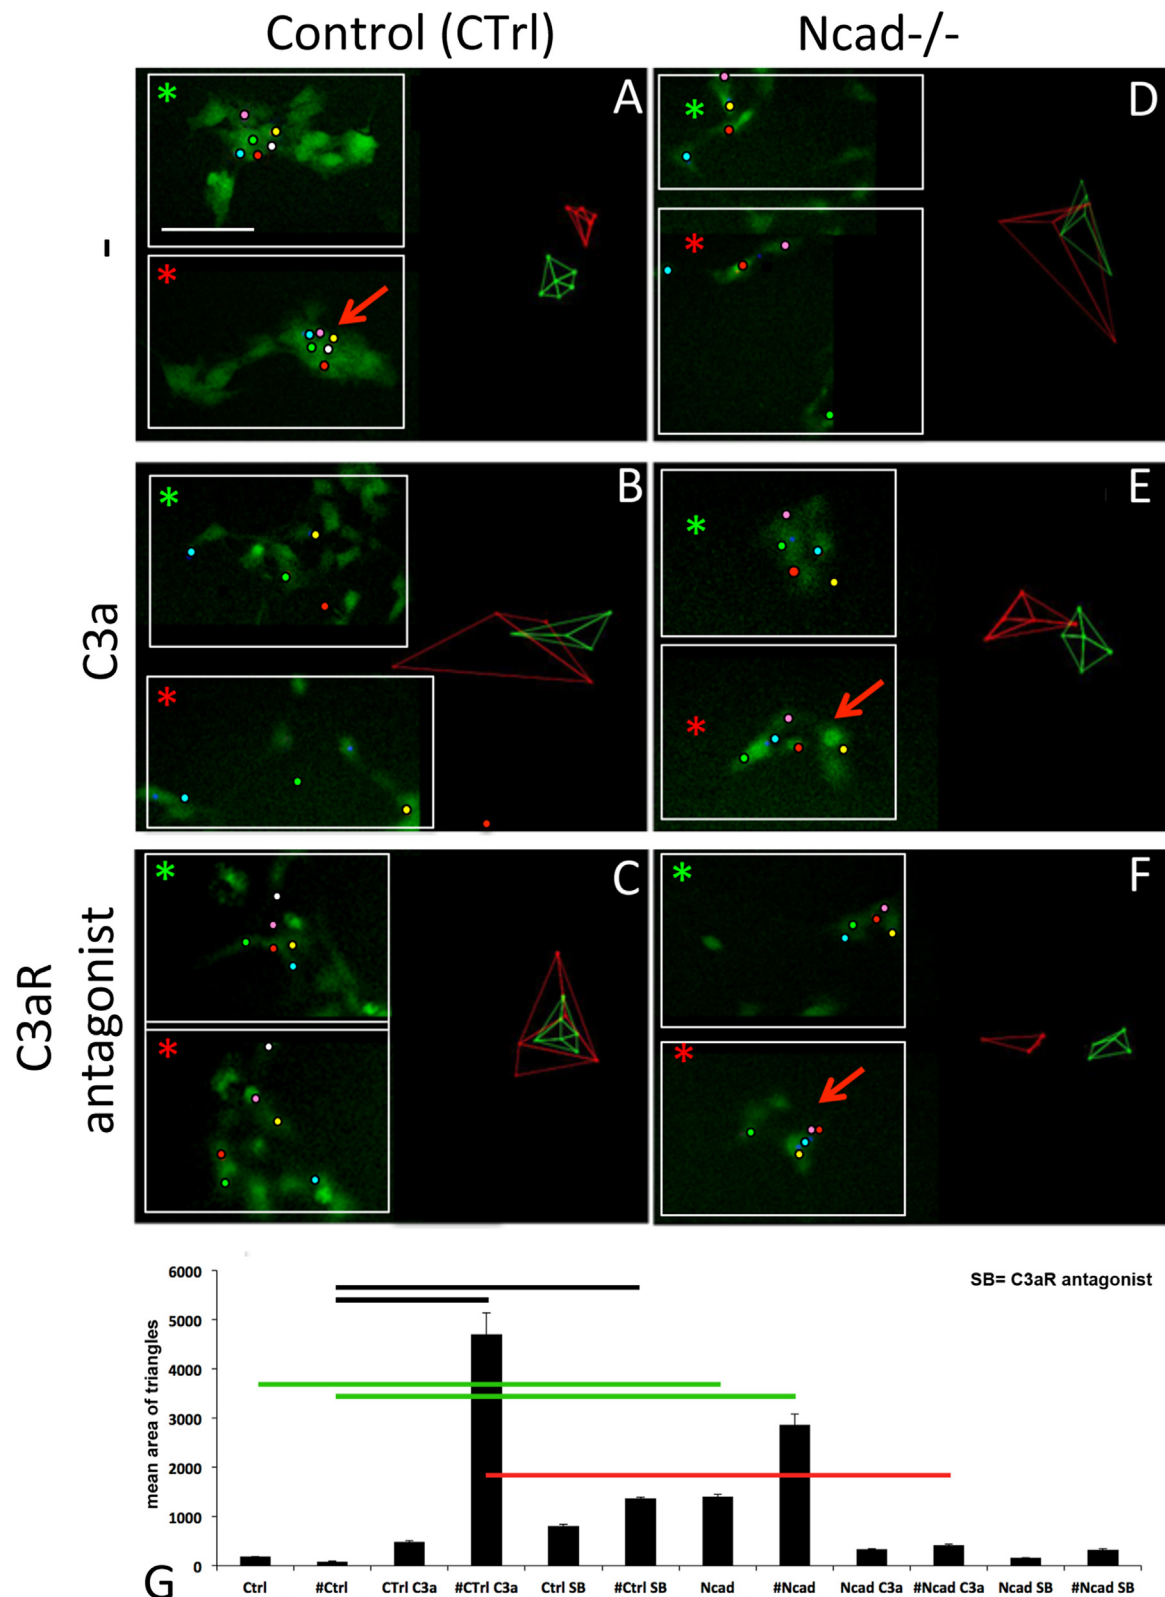 Control (CTrl)
Ncad-/-
-
*
A
*
*
D
*
C3a
*
B
*
*
E
*
C3aR
antagonist
*
C
*
*
F
*
SB= C3aR antagonist
mean area of triangles
6000
5000
4000
3000
2000
1000
0
Ctrl
#Ctrl
CTrl C3a
#CTrl C3a
Ctrl SB
#Ctrl SB
Ncad
#Ncad
Ncad C3a
#Ncad C3a
Ncad SB
#Ncad SB
G